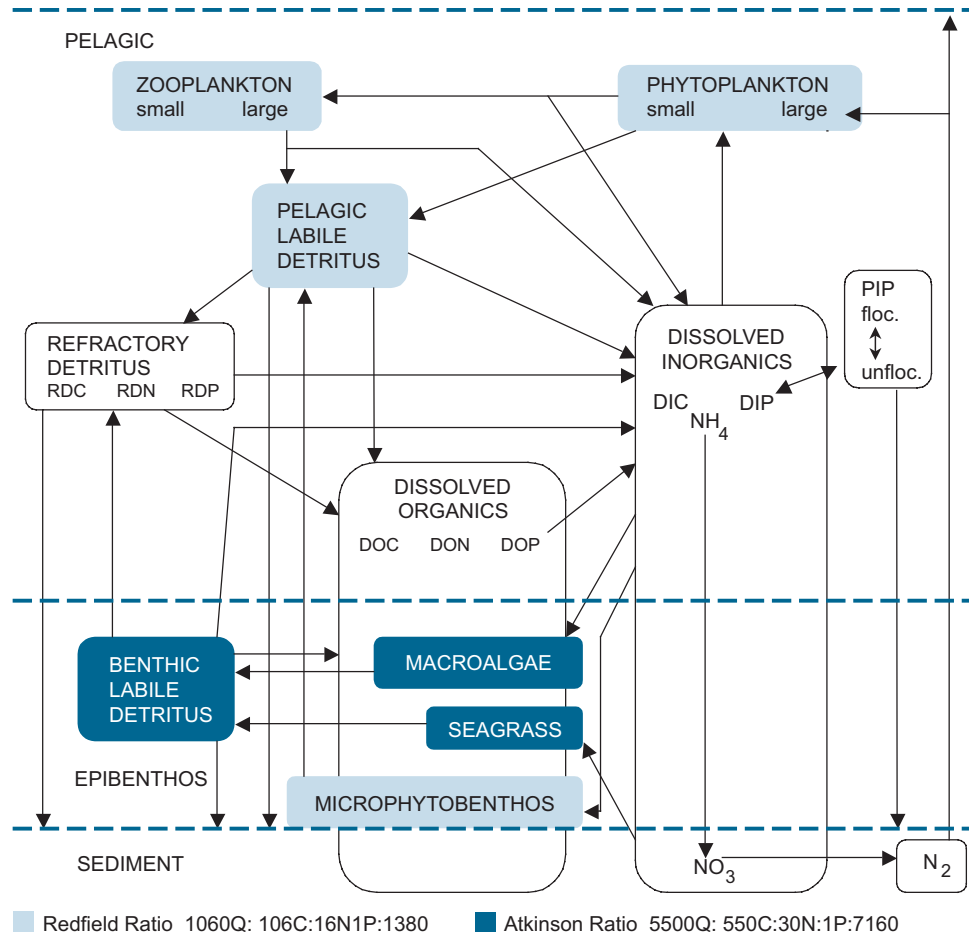 PELAGIC
ZOOPLANKTON
small large
PHYTOPLANKTON
small large
PELAGIC
LABILE
DETRITUS
PIP
floc.
unfloc.
REFRACTORY
DETRITUS
RDC RDN RDP
DISSOLVED
INORGANICS
DIC DIP
NH4
DISSOLVED
ORGANICS
DOC DON DOP
BENTHIC
LABILE
DETRITUS
MACROALGAE
SEAGRASS
EPIBENTHOS
MICROPHYTOBENTHOS
SEDIMENT
NO3
N2
Redfield Ratio 1060Q: 106C:16N1P:1380
Atkinson Ratio 5500Q: 550C:30N:1P:7160